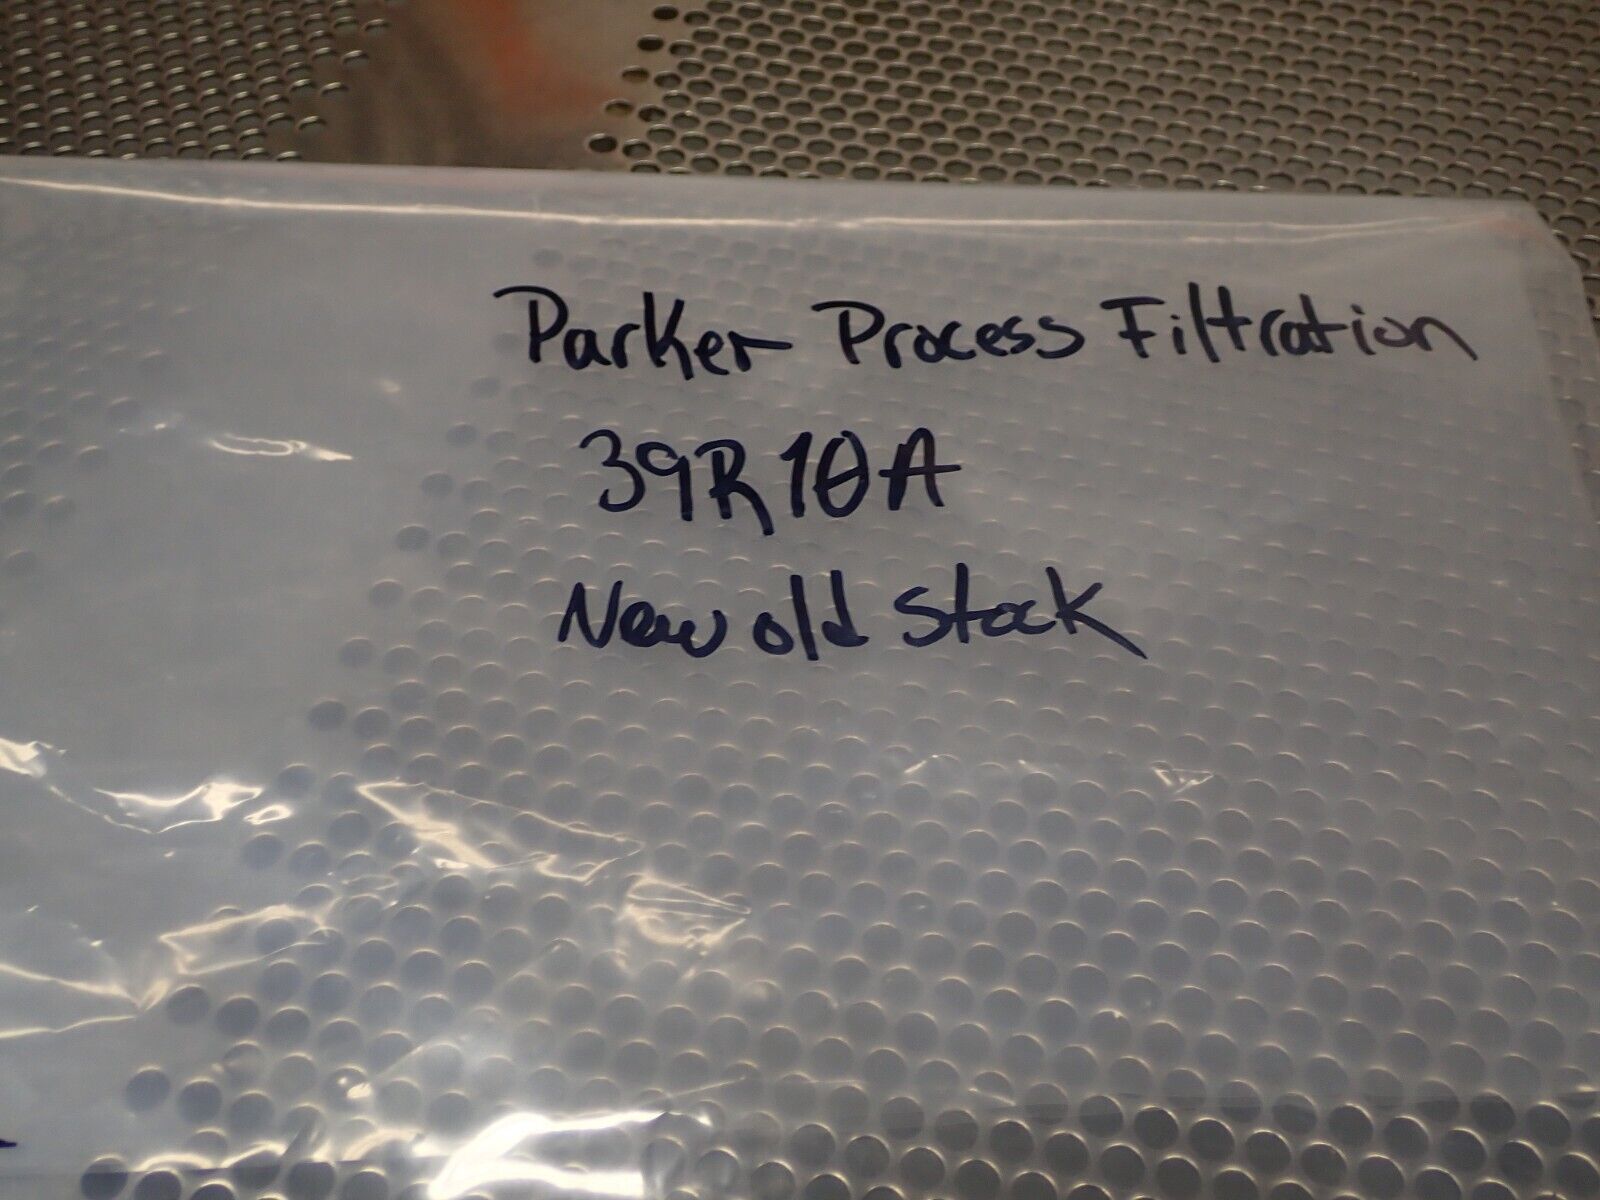 Parker Process Filtration
39R10A
New old Stock